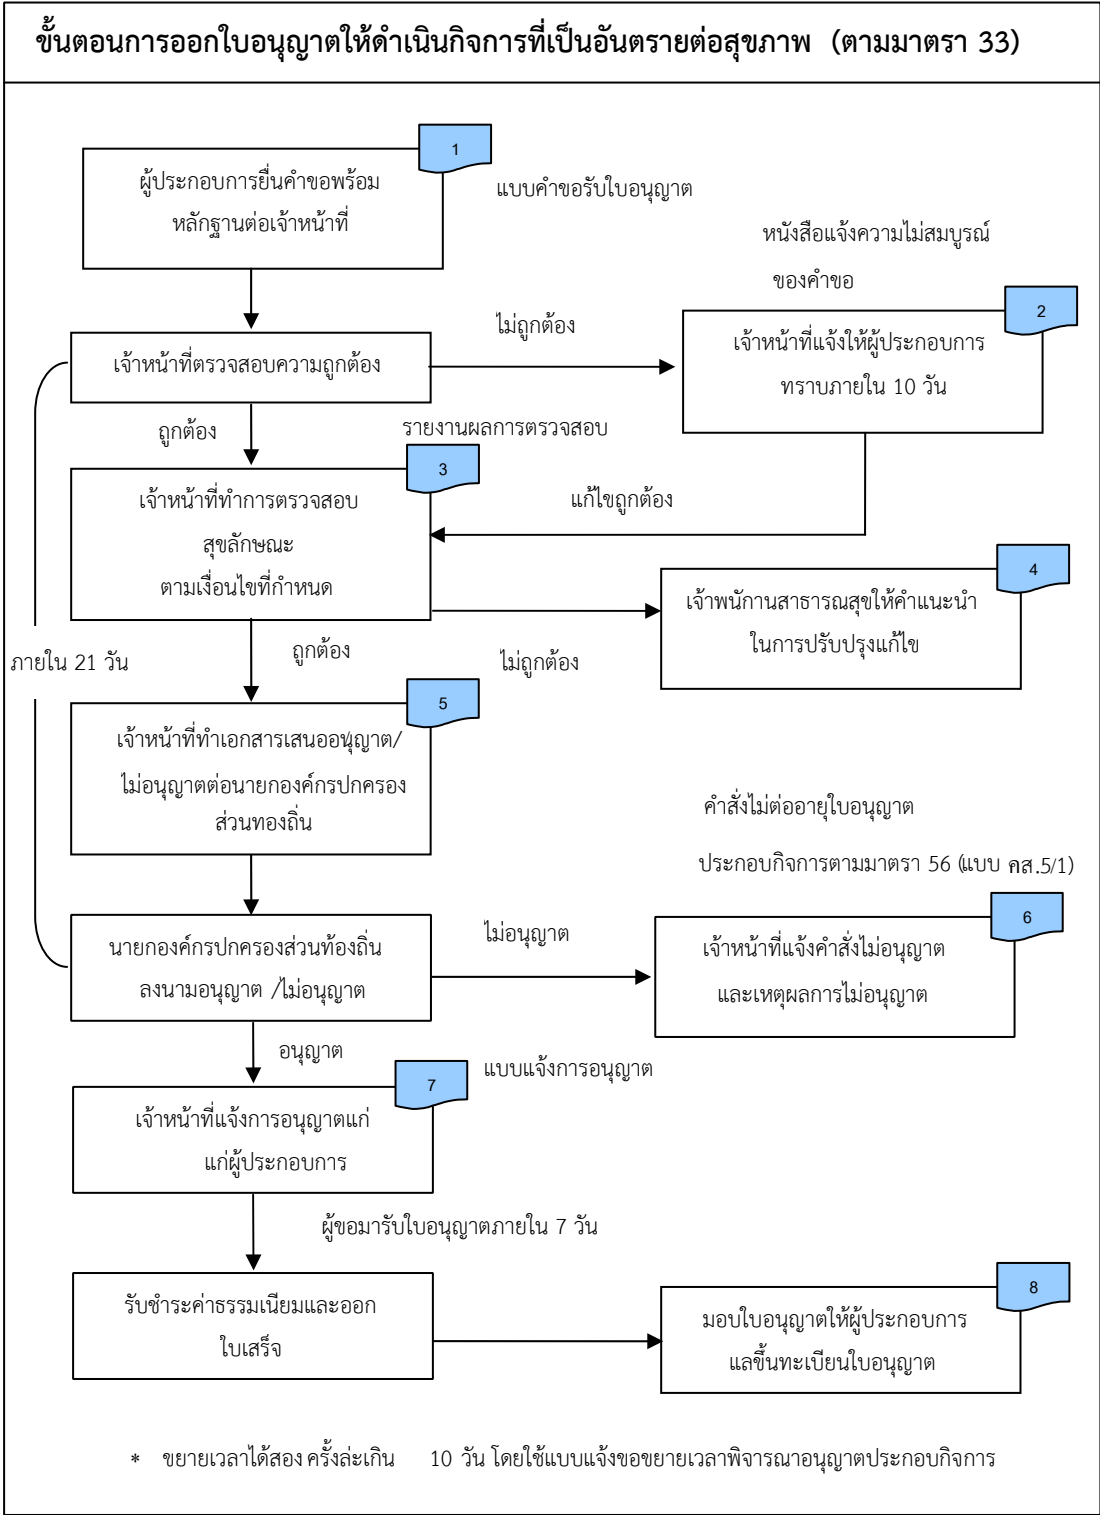 ขั้นตอนการออกใบอนุญาตให้ดำเนินกิจการที่เป็นอันตรายต่อสุขภาพ (ตามมาตรา 33)
1
ผู้ประกอบการยื่นคำขอพร้อม
หลักฐานต่อเจ้าหน้าที่
แบบคำขอรับใบอนุญาต
หนังสือแจ้งความไม่สมบูรณ์
ของคำขอ
2
ไม่ถูกต้อง
เจ้าหน้าที่ตรวจสอบความถูกต้อง
เจ้าหน้าที่แจ้งให้ผู้ประกอบการ
ทราบภายใน 10 วัน
ถูกต้อง
รายงานผลการตรวจสอบ
3
เจ้าหน้าที่ทำการตรวจสอบ
สุขลักษณะ
ตามเงื่อนไขที่กำหนด
แก้ไขถูกต้อง
4
เจ้าพนักานสาธารณสุขให้คำแนะนำ
ในการปรับปรุงแก้ไข
ภายใน 21 วัน
ถูกต้อง
ไม่ถูกต้อง
5
เจ้าหน้าที่ทำเอกสารเสนออนุญาต/
ไม่อนุญาตต่อนายกองค์กรปกครอง
ส่วนทองถิ่น
คำสั่งไม่ต่ออายุใบอนุญาต
ประกอบกิจการตามมาตรา 56 (แบบ คส.5/1)
6
นายกองค์กรปกครองส่วนท้องถิ่น
ลงนามอนุญาต /ไม่อนุญาต
ไม่อนุญาต
เจ้าหน้าที่แจ้งคำสั่งไม่อนุญาต
และเหตุผลการไม่อนุญาต
อนุญาต
แบบแจ้งการอนุญาต
7
เจ้าหน้าที่แจ้งการอนุญาตแก่
แก่ผู้ประกอบการ
ผู้ขอมารับใบอนุญาตภายใน 7 วัน
รับชำระค่าธรรมเนียมและออก
ใบเสร็จ
8
มอบใบอนุญาตให้ผู้ประกอบการ
แลขึ้นทะเบียนใบอนุญาต
* ขยายเวลาได้สอง ครั้งล่ะเกิน 10 วัน โดยใช้แบบแจ้งขอขยายเวลาพิจารณาอนุญาตประกอบกิจการ